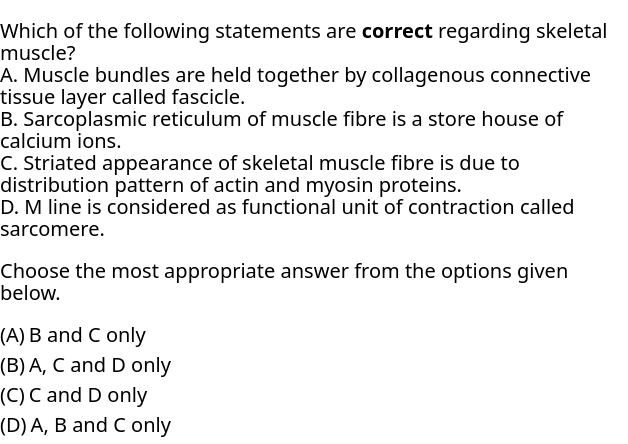 Which of the following statements are correct regarding skeletal
muscle?
A. Muscle bundles are held together by collagenous connective
tissue layer called fascicle.
B. Sarcoplasmic reticulum of muscle fibre is a store house of
calcium ions.
C. Striated appearance of skeletal muscle fibre is due to
distribution pattern of actin and myosin proteins.
D. M line is considered as functional unit of contraction called
sarcomere.
Choose the most appropriate answer from the options given
below.
(A) B and C only
(B) A, C and D only
(C) C and D only
(D) A, B and C only